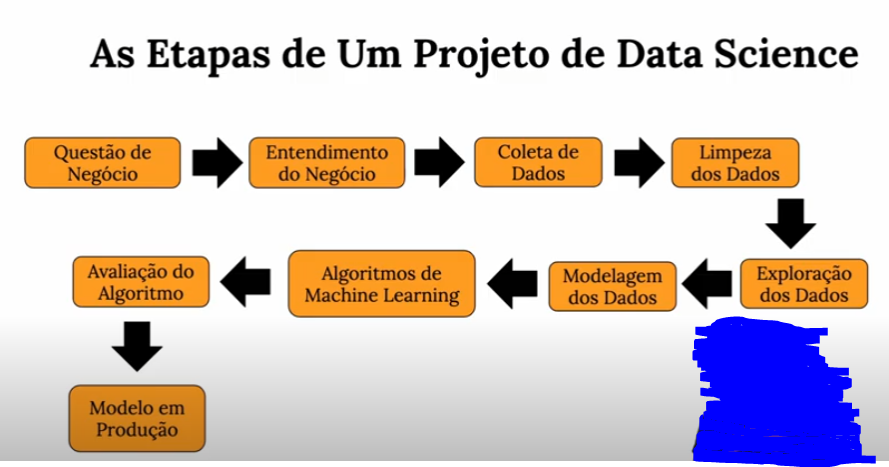 As Etapas de Um Projeto de Data Science
Questão de
Negócio
Entendimento
do Negócio
Coleta de
Dados
Limpeza
dos Dados
Exploração
dos Dados
Modelagem
dos Dados
Algoritmos de
Machine Learning
Avaliação do
Algoritmo
Modelo em
Produção